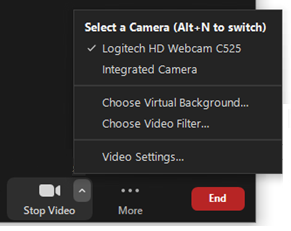 Select a Camera (Alt+N to switch)
Logitech HD Webcam C525
Integrated Camera
Choose Virtual Background...
Choose Video Filter...
Video Settings...
Stop Video
More
End